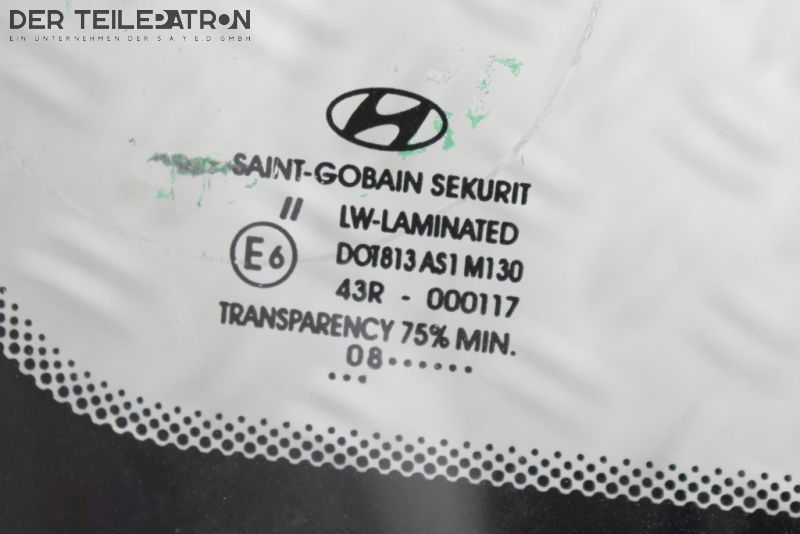 DER TEILEPATRON
EIN UNTERNEHMEN DER S A Y E.D GMBH
SAINT-GOBAIN SEKURIT
II LW-LAMINATED
E6 DOT813 AS1 M130
43R - 000117
TRANSPARENCY 75% MIN.
08......
...